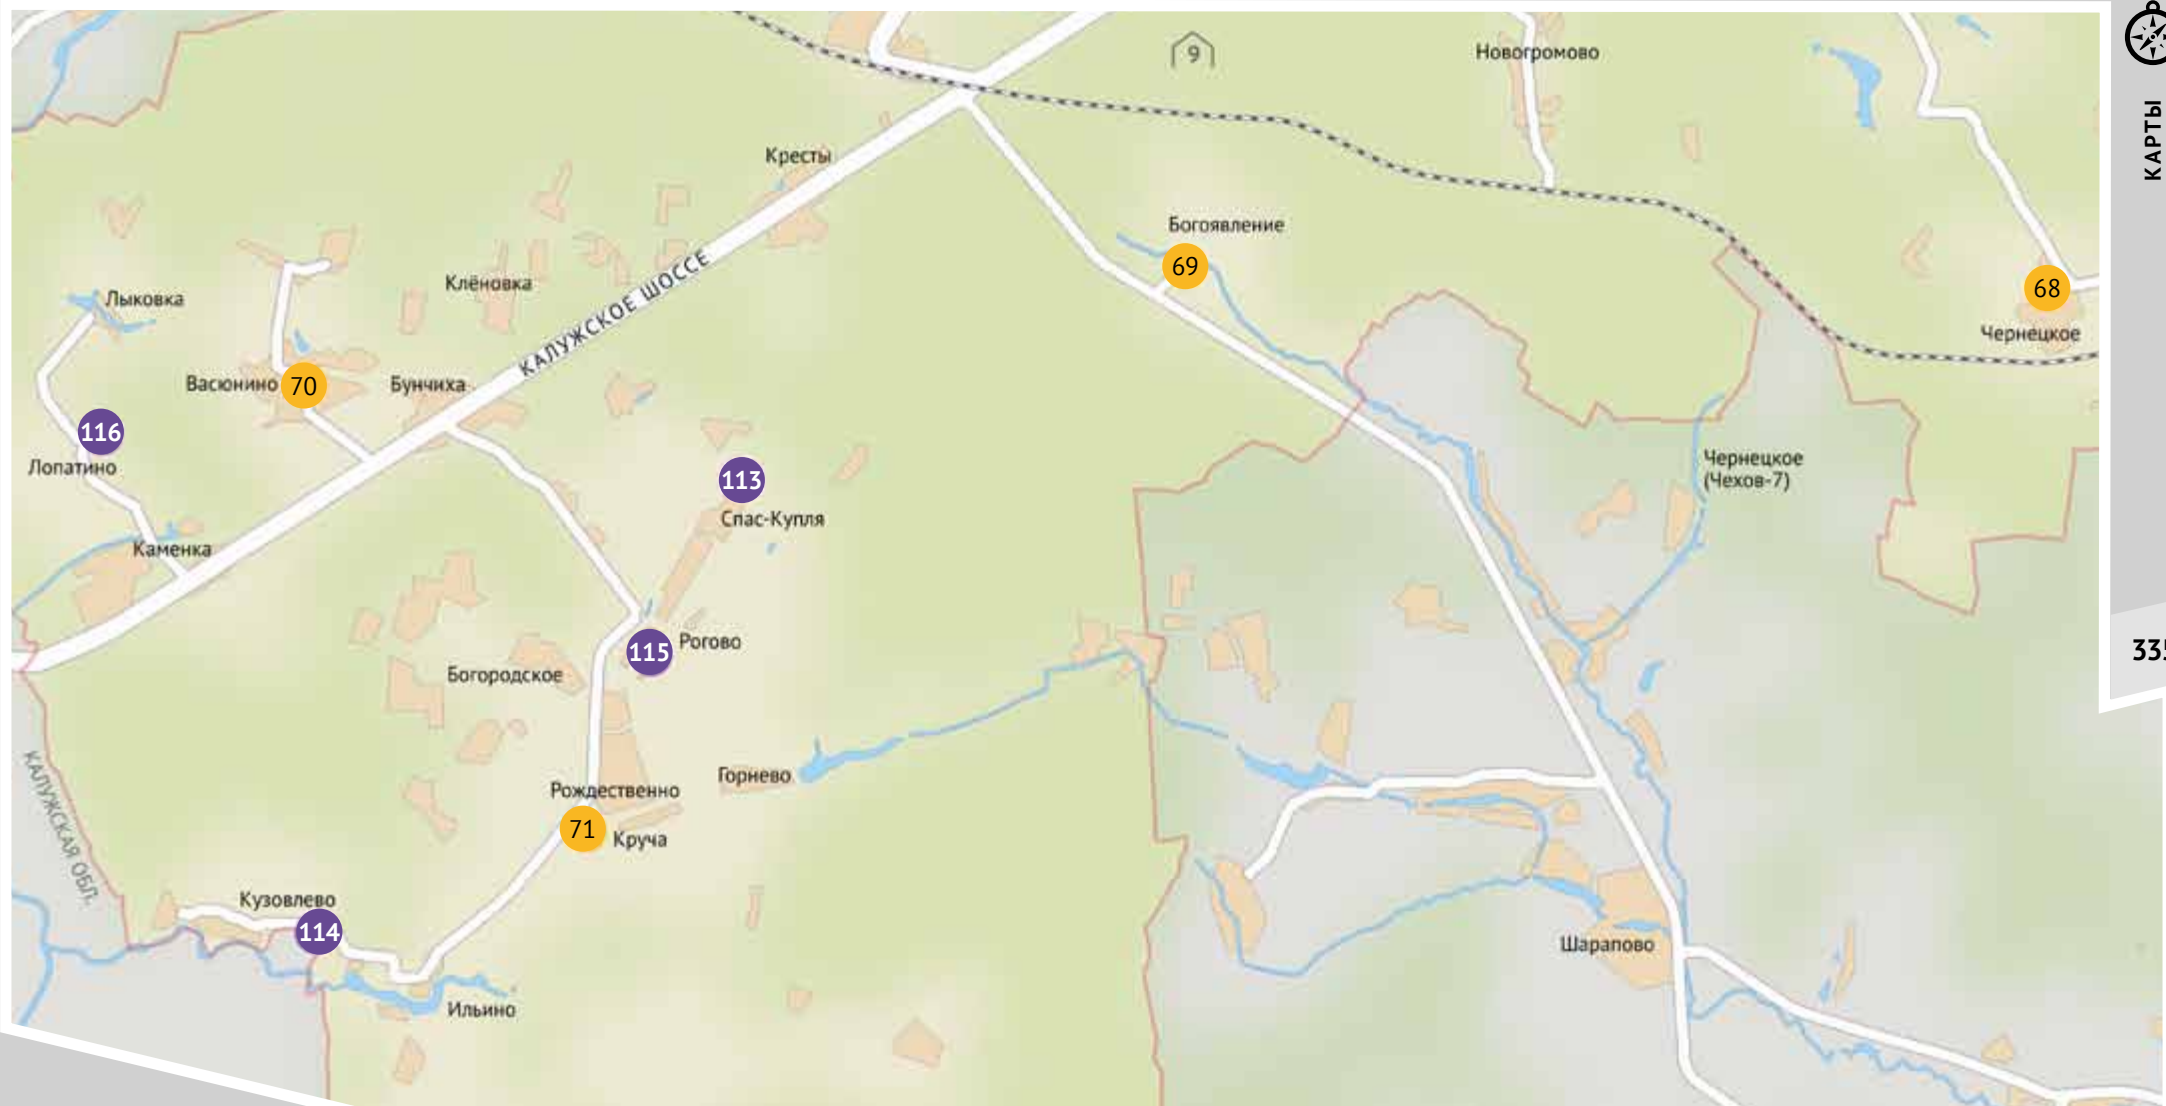 9
Новогромово
КАРТЫ
Кресты
Богоявление
69
68
Чернецкое
Клёновка
КАЛУЖСКОЕ ШОССЕ
Лыковка
Васюнино
70
Бунчиха
116
Лопатино
113
Спас-Купля
Чернецкое
(Чехов-7)
Каменка
115
Рогово
Богородское
335
КАЛУЖСКАЯ ОБЛ.
Горнево
Рождественно
71
Круча
Кузовлево
114
Шарапово
Ильино